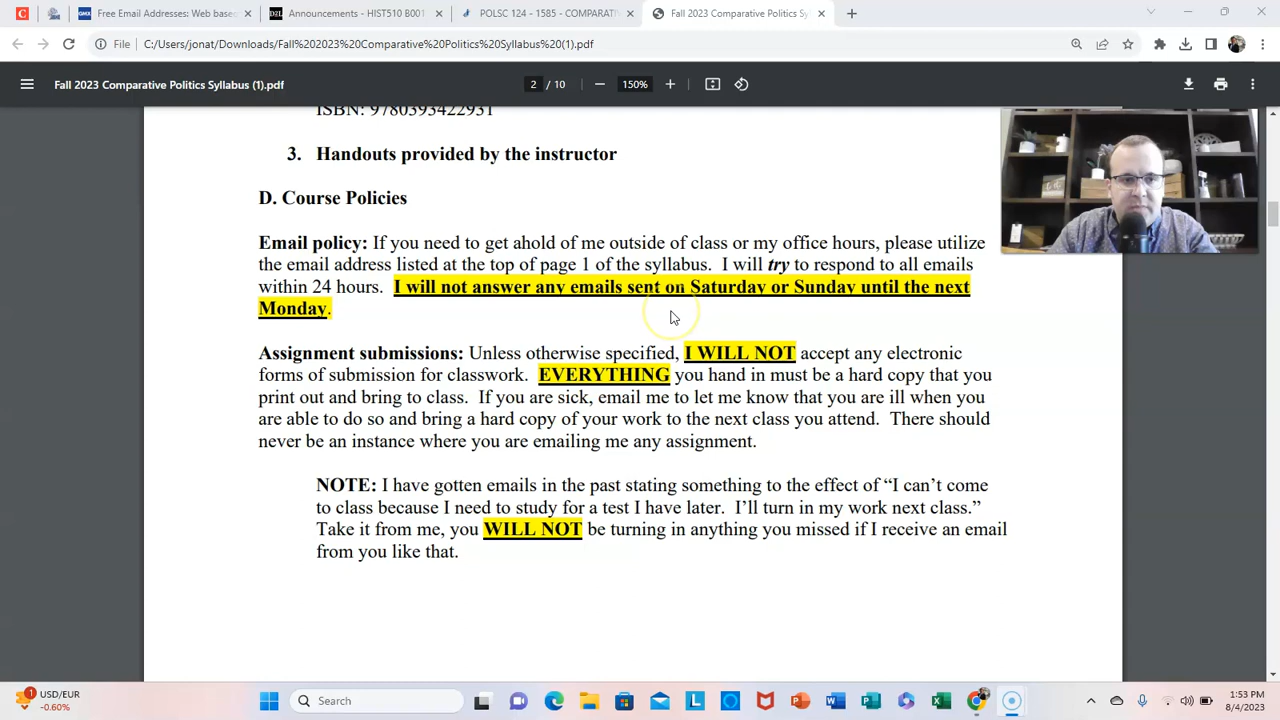 Free Email Addresses: Web based
D2L
Announcements - HIST510 B001
POLSC 124 - 1585 - COMPARATI
Fall 2023 Comparative Politics Sy
File
C:/Users/jonat/Downloads/Fall%202023%20Comparative%20Politics%20Syllabus%20(1).pdf
Fall 2023 Comparative Politics Syllabus (1).pdf
2 / 10
150%
ISBN: 9780393422931
3. Handouts provided by the instructor
D. Course Policies
Email policy: If you need to get ahold of me outside of class or my office hours, please utilize
the email address listed at the top of page 1 of the syllabus. I will try to respond to all emails
within 24 hours. I will not answer any emails sent on Saturday or Sunday until the next
Monday.
Assignment submissions: Unless otherwise specified, I WILL NOT accept any electronic
forms of submission for classwork. EVERYTHING you hand in must be a hard copy that you
print out and bring to class. If you are sick, email me to let me know that you are ill when you
are able to do so and bring a hard copy of your work to the next class you attend. There should
never be an instance where you are emailing me any assignment.
NOTE: I have gotten emails in the past stating something to the effect of “I can’t come
to class because I need to study for a test I have later. I’ll turn in my work next class.”
Take it from me, you WILL NOT be turning in anything you missed if I receive an email
from you like that.
1
USD/EUR
-0.60%
Search
1:53 PM
8/4/2023